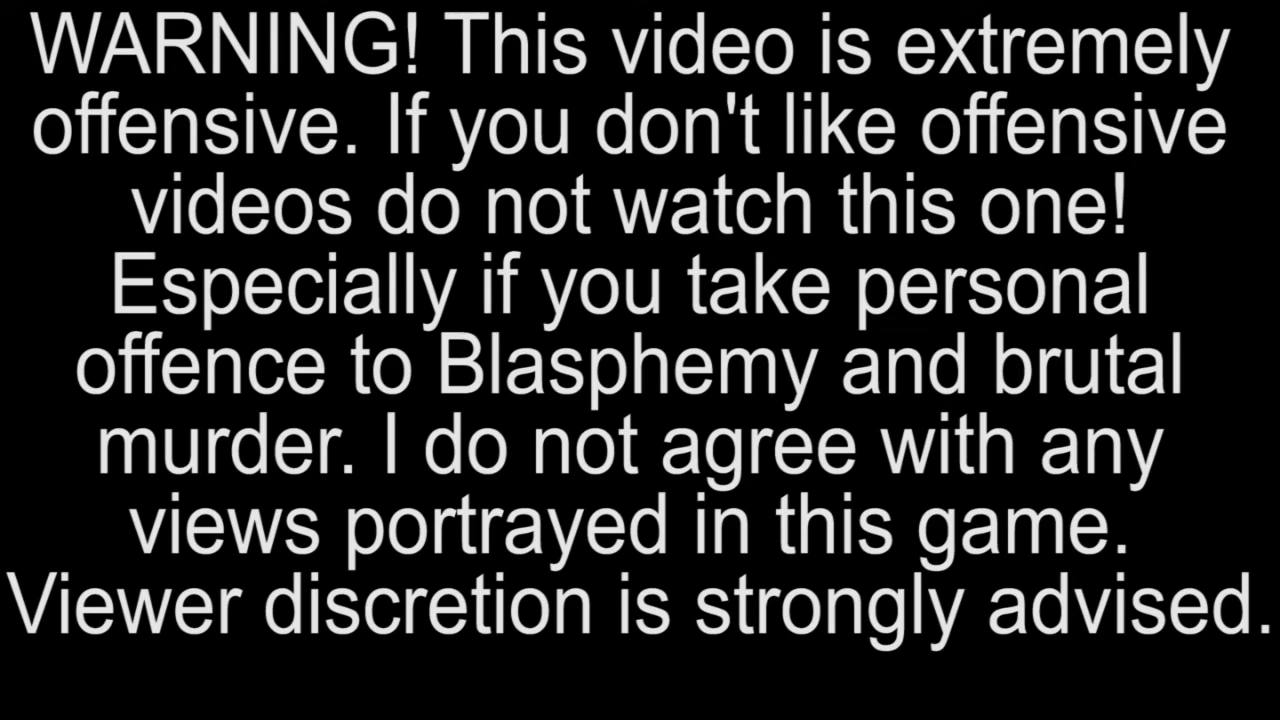 WARNING! This video is extremely
offensive. If you don't like offensive
videos do not watch this one!
Especially if you take personal
offence to Blasphemy and brutal
murder. I do not agree with any
views portrayed in this game.
Viewer discretion is strongly advised.